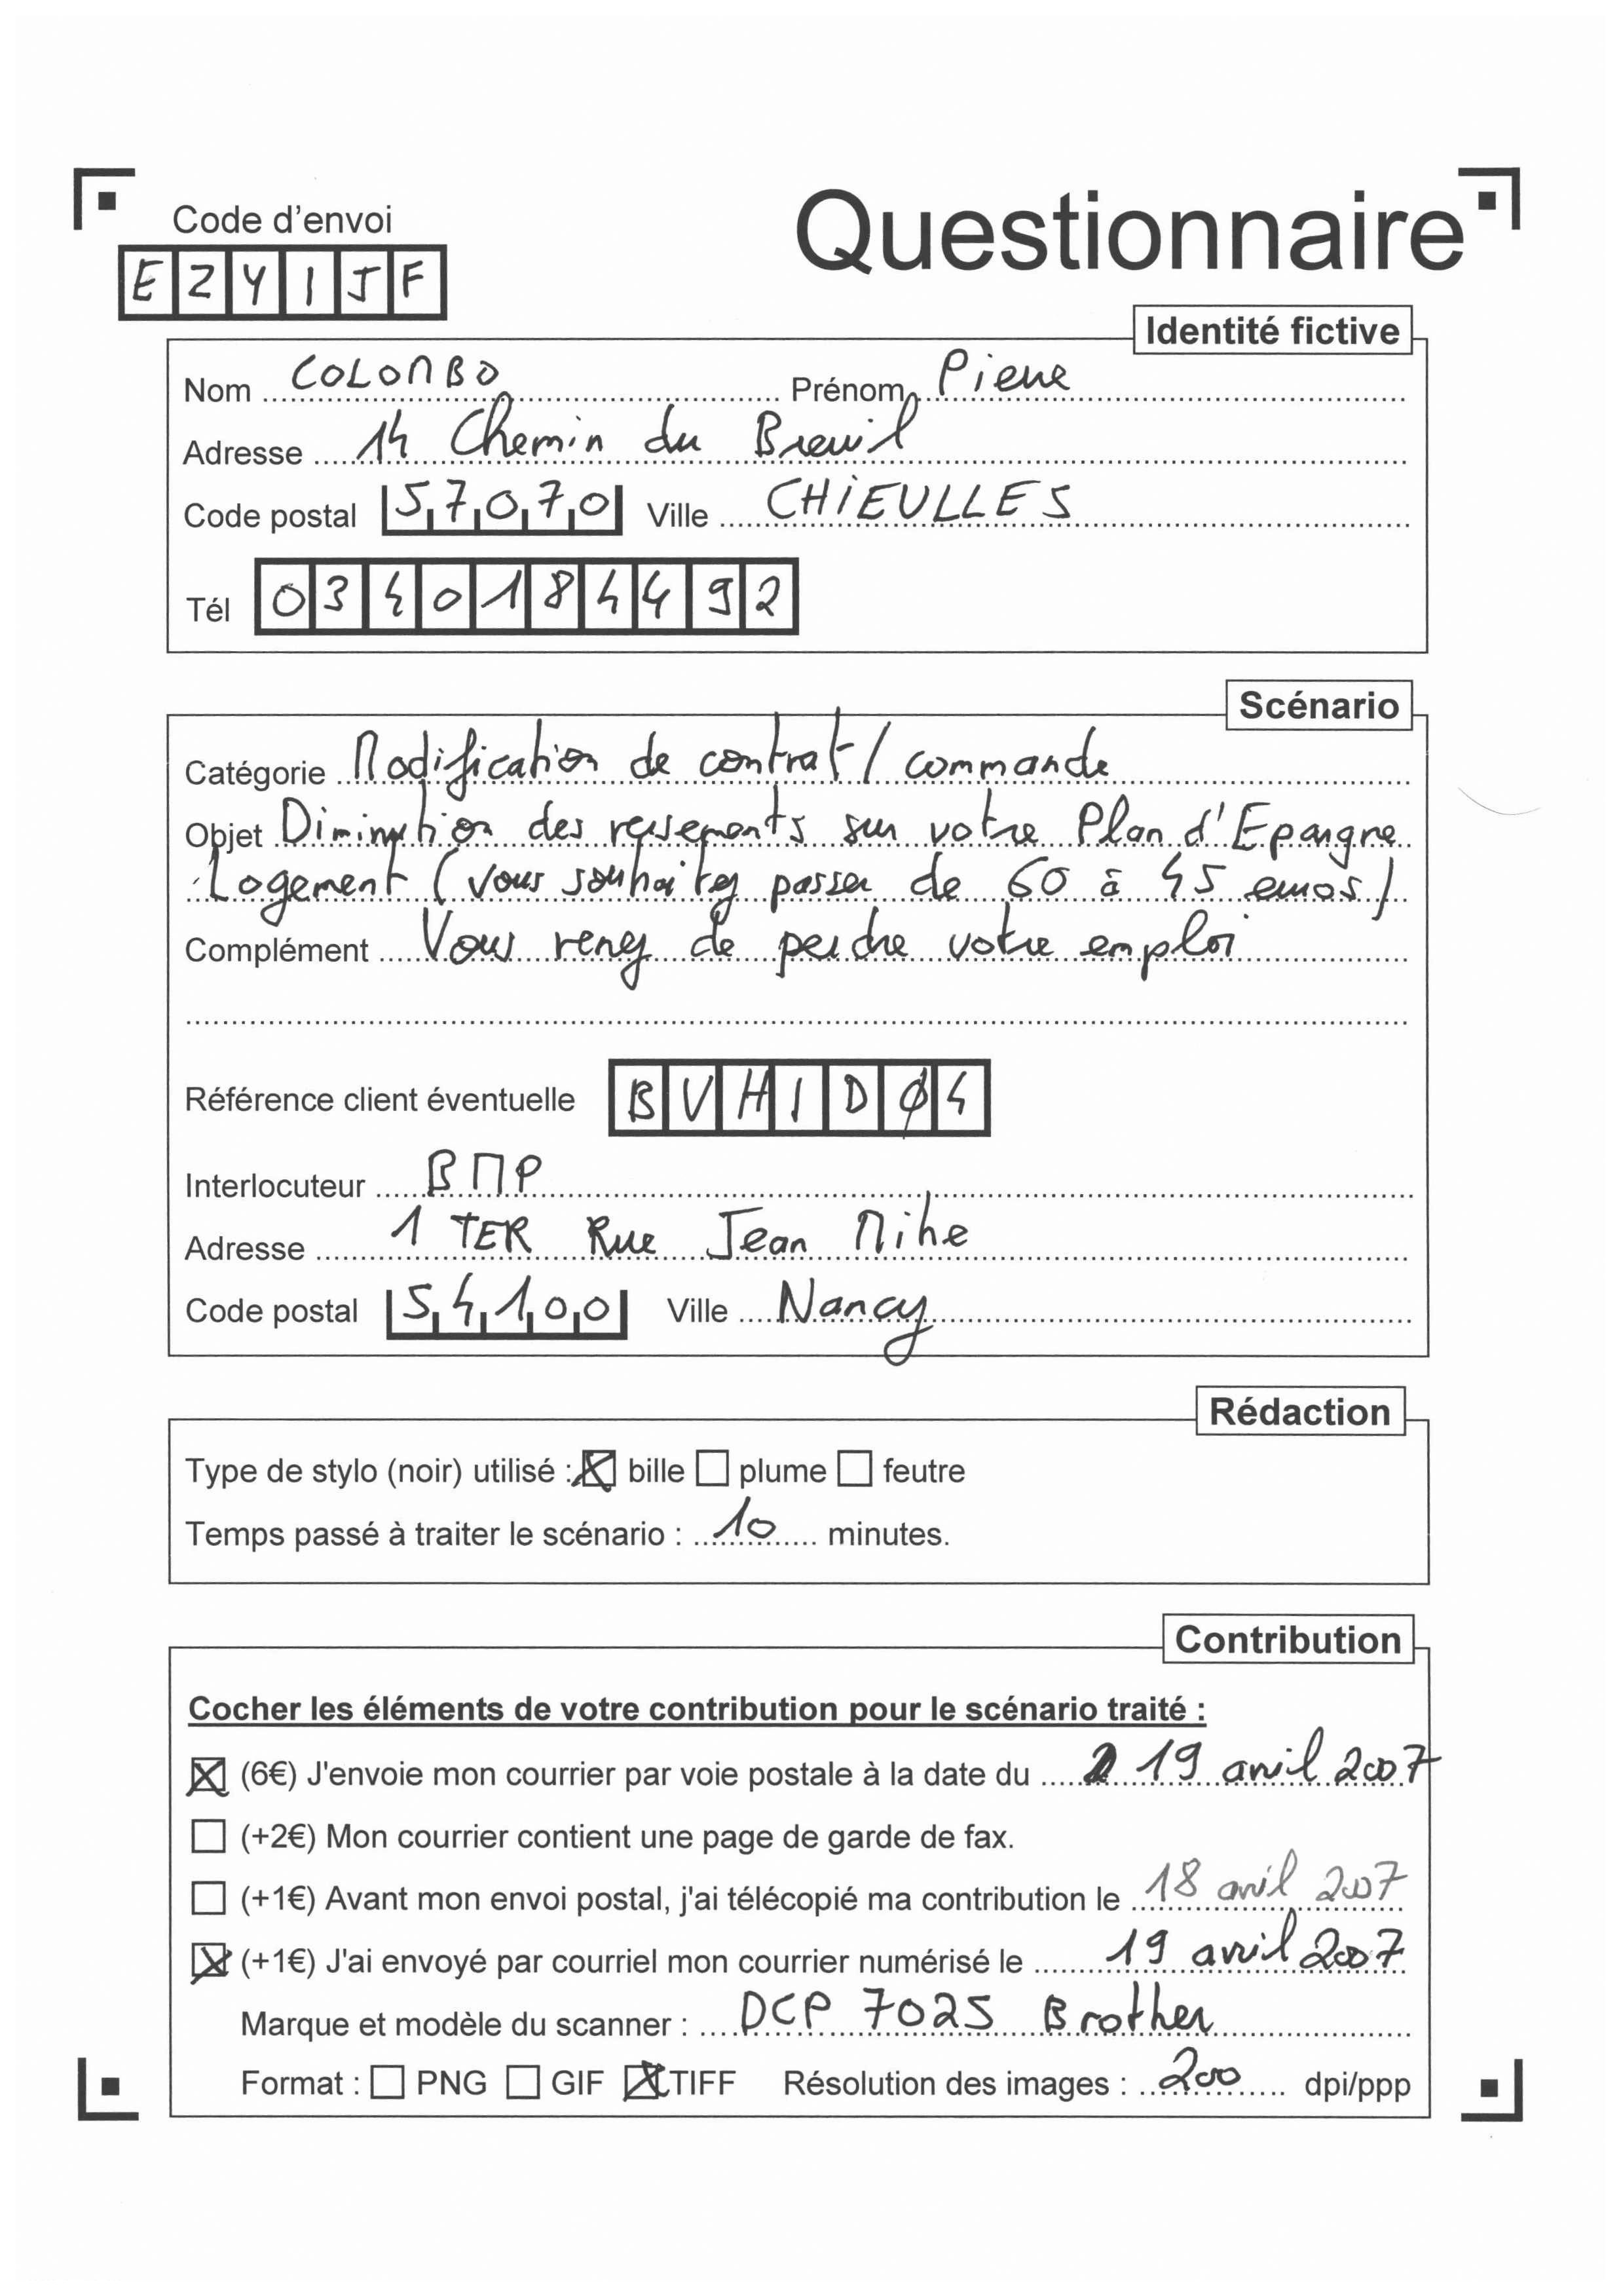 Code d'envoi
Questionnaire
EZYIJF
Identité fictive
Nom COLOMBO Prénom Pierre
Adresse 14 Chemin du Breuil
Code postal 57070 Ville CHIEULLES
Tél 0340184492
Scénario
Catégorie Modification de contrat / commande
Objet Diminution des versements sur votre Plan d'Epargne
Logement (vous souhaitez passer de 60 à 45 euros)
Complément Vous venez de perdre votre emploi
Référence client éventuelle BVHID04
Interlocuteur BMP
Adresse 1 TER Rue Jean
Code postal 54100 Ville Nancy
Rédaction
Type de stylo (noir) utilisé : bille plume feutre
Temps passé à traiter le scénario : 10 minutes.
Contribution
Cocher les éléments de votre contribution pour le scénario traité :
(6€) J'envoie mon courrier par voie postale à la date du 19 avril 2007
(+2€) Mon courrier contient une page de garde de fax.
(+1€) Avant mon envoi postal, j'ai télécopié ma contribution le 18 avril 2007
(+1€) J'ai envoyé par courriel mon courrier numérisé le 19 avril 2007
Marque et modèle du scanner : DCP 7025 Brother
Format : PNG GIF TIFF Résolution des images : 200 dpi/ppp